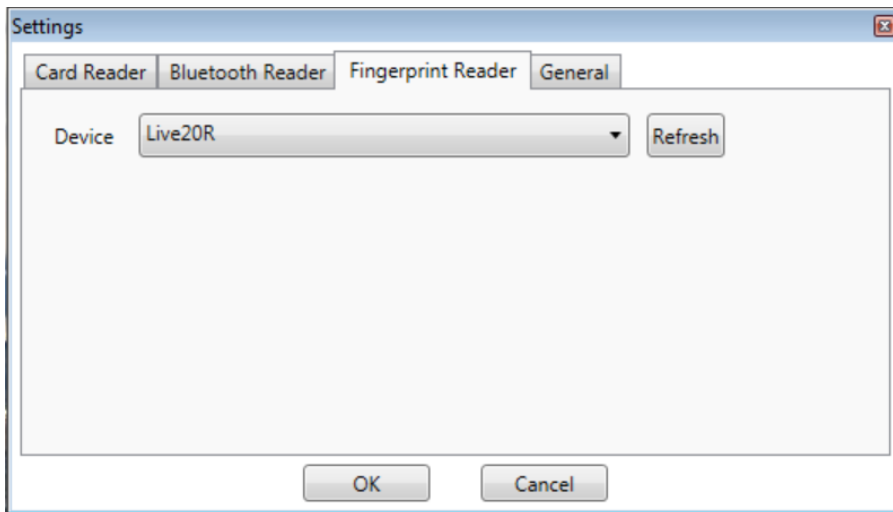 Settings
Card Reader Bluetooth Reader Fingerprint Reader General
Device Live20R Refresh
OK Cancel